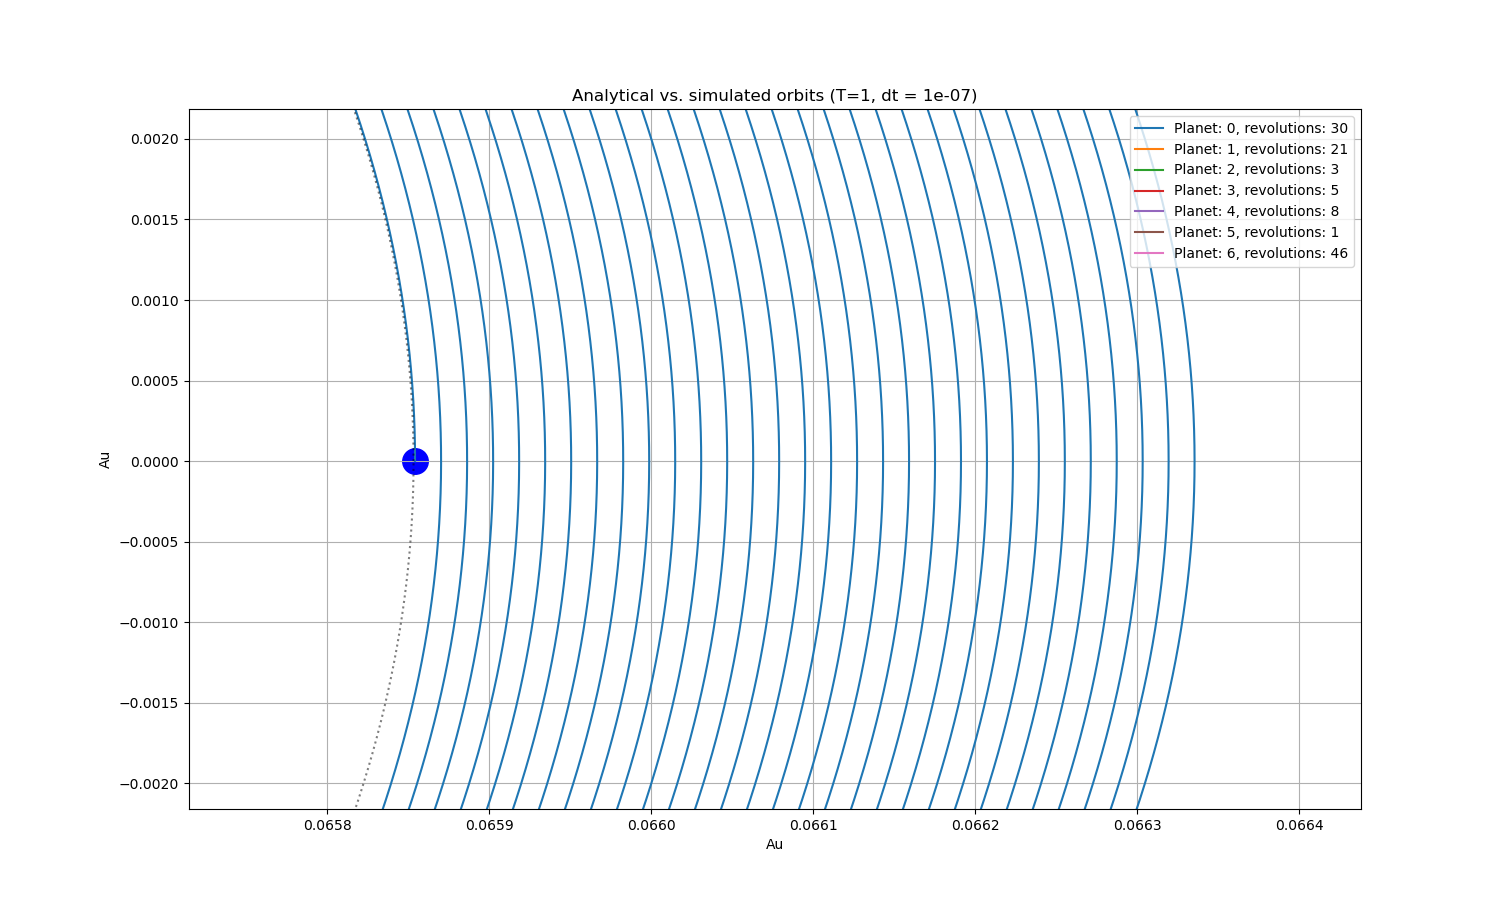 Analytical vs. simulated orbits (T=1, dt = 1e-07)
Planet: 0, revolutions: 30
Planet: 1, revolutions: 21
Planet: 2, revolutions: 3
Planet: 3, revolutions: 5
Planet: 4, revolutions: 8
Planet: 5, revolutions: 1
Planet: 6, revolutions: 46
Au
0.0020
0.0015
0.0010
0.0005
0.0000
−0.0005
−0.0010
−0.0015
−0.0020
0.0658 0.0659 0.0660 0.0661 0.0662 0.0663 0.0664
Au